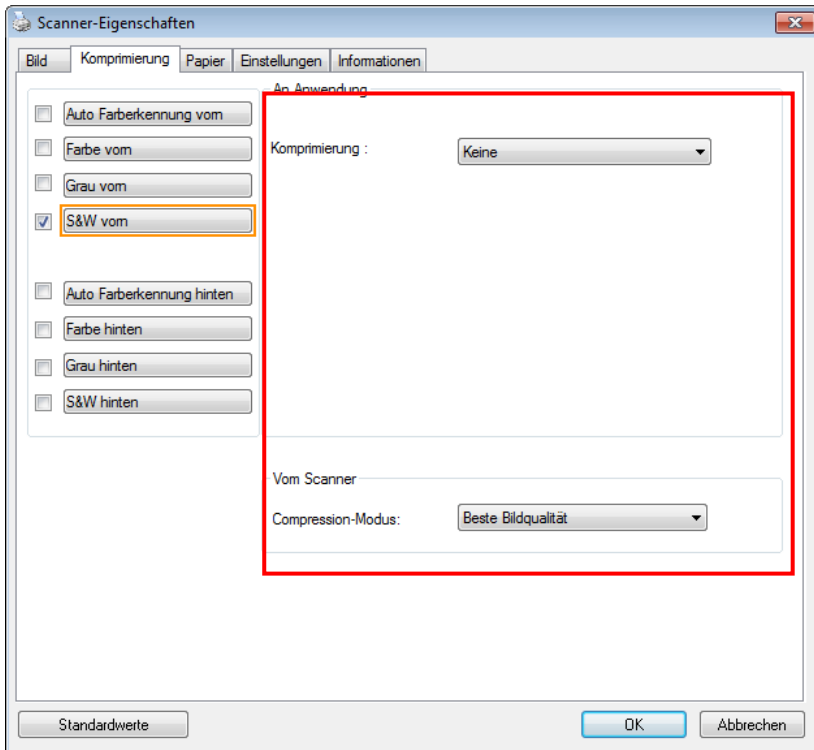 Scanner-Eigenschaften
Bild Komprimierung Papier Einstellungen Informationen
Auto Farberkennung vorn
Farbe vorn
Grau vorn
S&W vorn
Auto Farberkennung hinten
Farbe hinten
Grau hinten
S&W hinten
An Anwendung
Komprimierung : Keine
Vom Scanner
Compression-Modus: Beste Bildqualität
Standardwerte OK Abbrechen